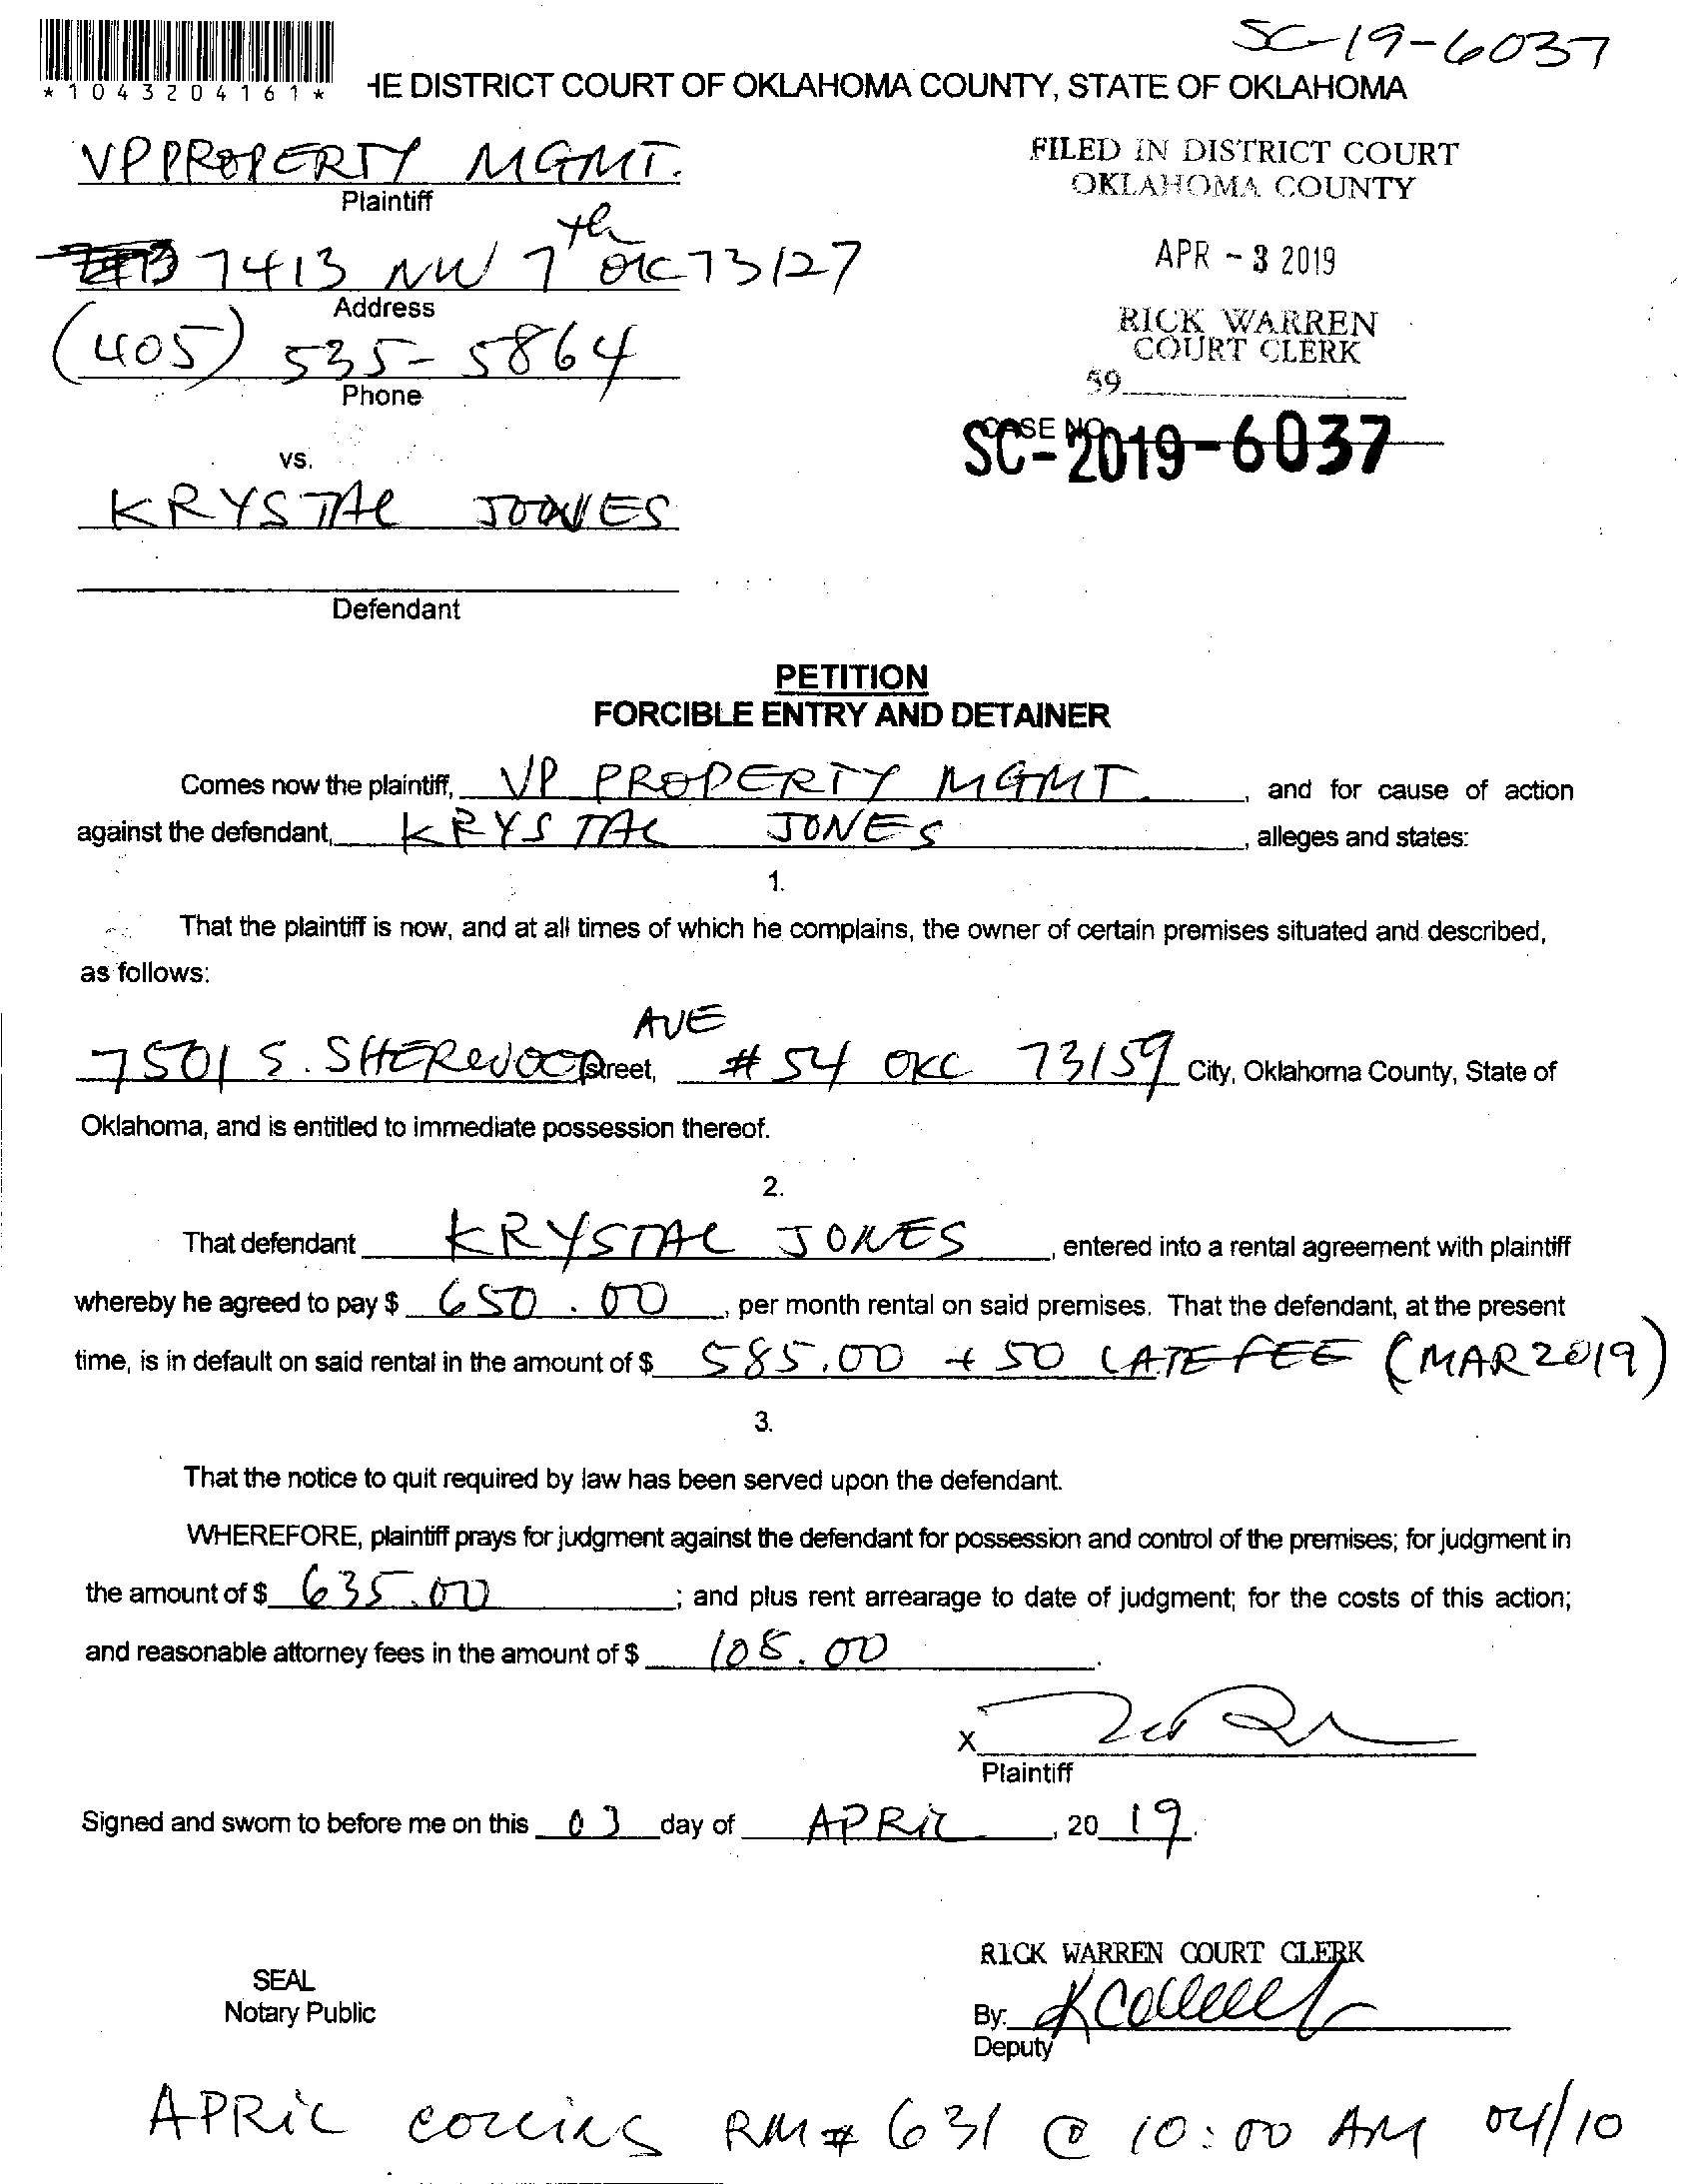 SC-19-6037
*1043204161*
HE DISTRICT COURT OF OKLAHOMA COUNTY, STATE OF OKLAHOMA
VP PROPERTY MGMT.
Plaintiff
FILED IN DISTRICT COURT
OKLAHOMA COUNTY
7413 NW 7th OKC 73127
Address
APR - 3 2019
(405) 535-5864
Phone
RICK WARREN
COURT CLERK
59
CASE NO.
SC-2019-6037
vs.
KRYSTAL JONES
Defendant
PETITION
FORCIBLE ENTRY AND DETAINER
Comes now the plaintiff, VP PROPERTY MGMT. , and for cause of action
against the defendant, KRYSTAL JONES , alleges and states:
1.
That the plaintiff is now, and at all times of which he complains, the owner of certain premises situated and described,
as follows:
AVE
7501 S. SHERWOOD Street, # 54 OKC 73159 City, Oklahoma County, State of
Oklahoma, and is entitled to immediate possession thereof.
2.
That defendant KRYSTAL JONES , entered into a rental agreement with plaintiff
whereby he agreed to pay $ 650.00 , per month rental on said premises. That the defendant, at the present
time, is in default on said rental in the amount of $ 585.00 + 50 LATE FEE (MAR 2019)
3.
That the notice to quit required by law has been served upon the defendant.
WHEREFORE, plaintiff prays for judgment against the defendant for possession and control of the premises; for judgment in
the amount of $ 635.00 ; and plus rent arrearage to date of judgment; for the costs of this action;
and reasonable attorney fees in the amount of $ 108.00 .
X
Plaintiff
Signed and sworn to before me on this 03 day of APRIL , 20 19.
RICK WARREN COURT CLERK
SEAL
Notary Public
By:
Deputy
APRIL COLLINS RM # 631 @ 10:00 AM 04/10